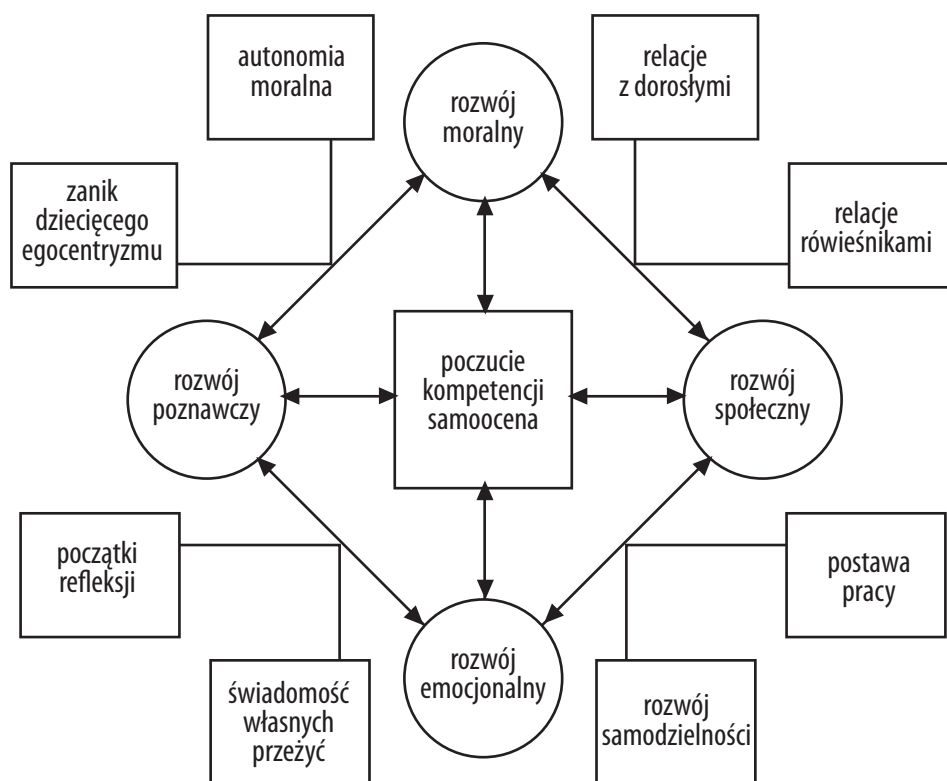 autonomia
moralna
rozwój
moralny
relacje
z dorosłymi
zanik
dziecięcego
egocentryzmu
relacje
rówieśnikami
rozwój
poznawczy
poczucie
kompetencji
samoocena
rozwój
społeczny
początki
refleksji
postawa
pracy
świadomość
własnych
przeżyć
rozwój
emocjonalny
rozwój
samodzielności